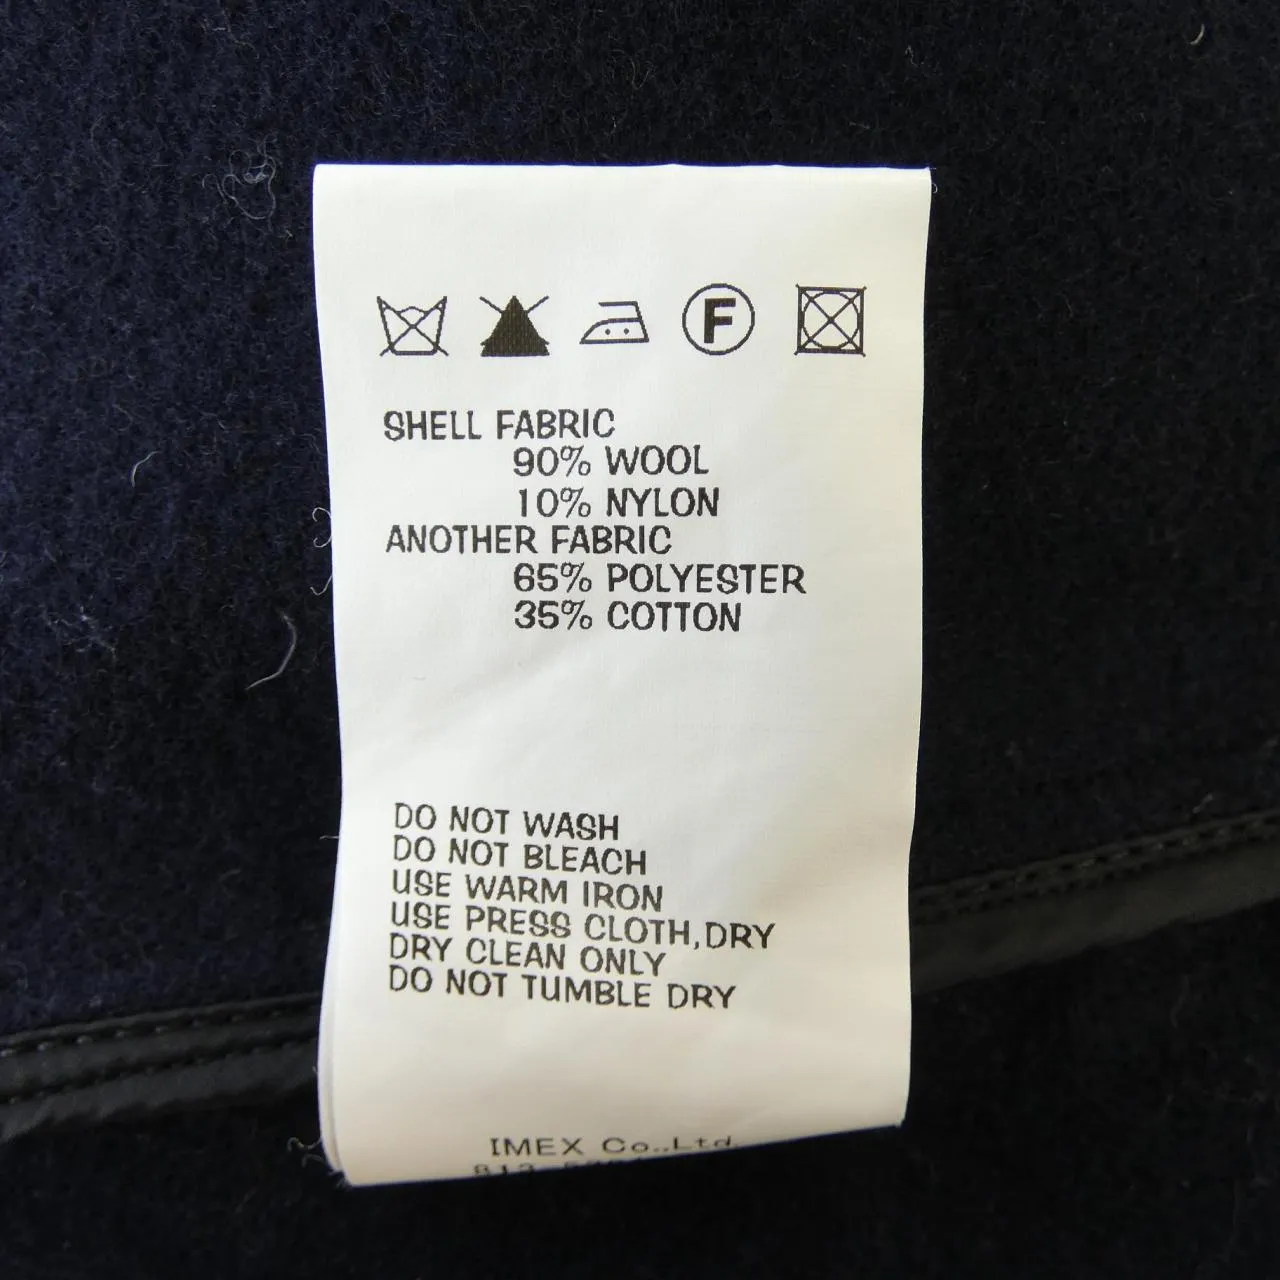 F
SHELL FABRIC
90% WOOL
10% NYLON
ANOTHER FABRIC
65% POLYESTER
35% COTTON
DO NOT WASH
DO NOT BLEACH
USE WARM IRON
USE PRESS CLOTH,DRY
DRY CLEAN ONLY
DO NOT TUMBLE DRY
IMEX Co.,Ltd.